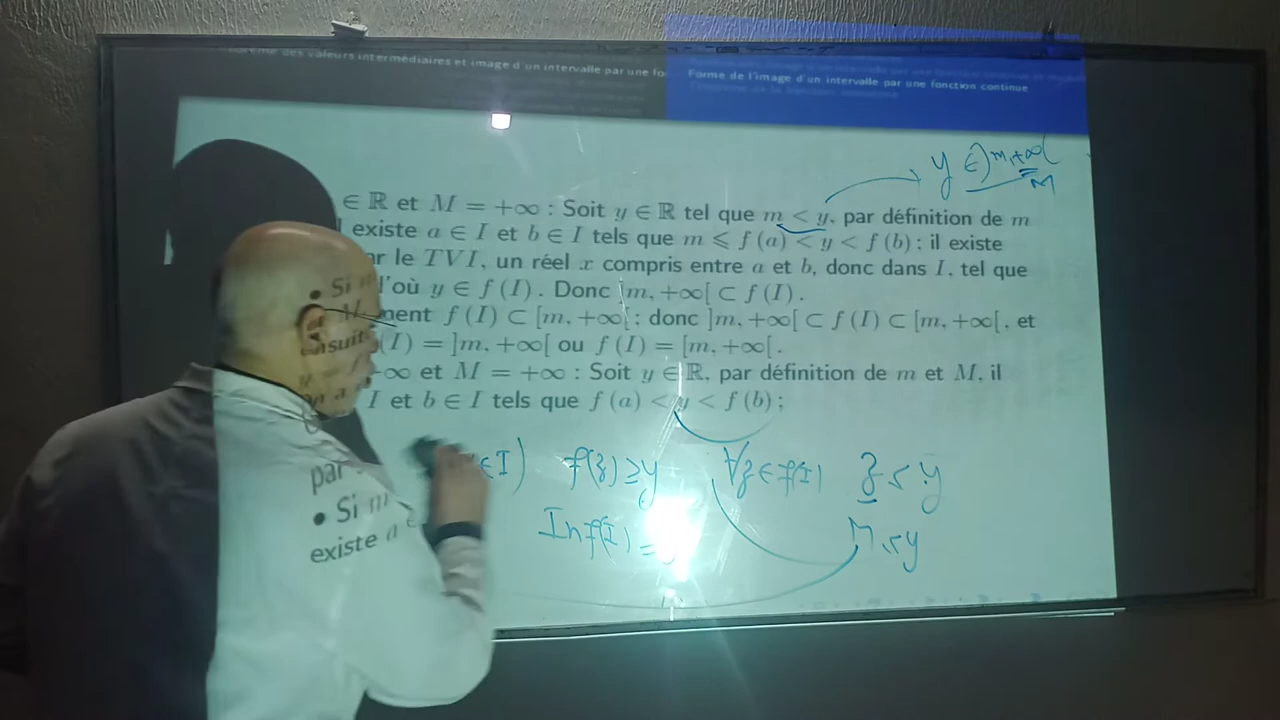 des valeurs intermédiaires et image d'un intervalle par une fo
Forme de l'image d'un intervalle par une fonction continue
y ∈ ]m,+∞[
M
∈ ℝ et M = +∞ : Soit y ∈ ℝ tel que m < y, par définition de m
existe a ∈ I et b ∈ I tels que m ⩽ f (a) < y < f (b) ; il existe
ar le TVI, un réel x compris entre a et b, donc dans I, tel que
• Si m
l'où y ∈ f (I). Donc ]m, +∞[ ⊂ f (I).
ment f (I) ⊂ [m, +∞[ ; donc ]m, +∞[ ⊂ f (I) ⊂ [m, +∞[, et
ensuit (I) = ]m, +∞[ ou f (I) = [m, +∞[.
-∞ et M = +∞ : Soit y ∈ ℝ, par définition de m et M, il
I et b ∈ I tels que f (a) < y < f (b) ;
∈I) f(z) ≥ y ∀z ∈ f(I) z ≤ y
par
• Si m
Inf(I) = M ≤ y
existe a